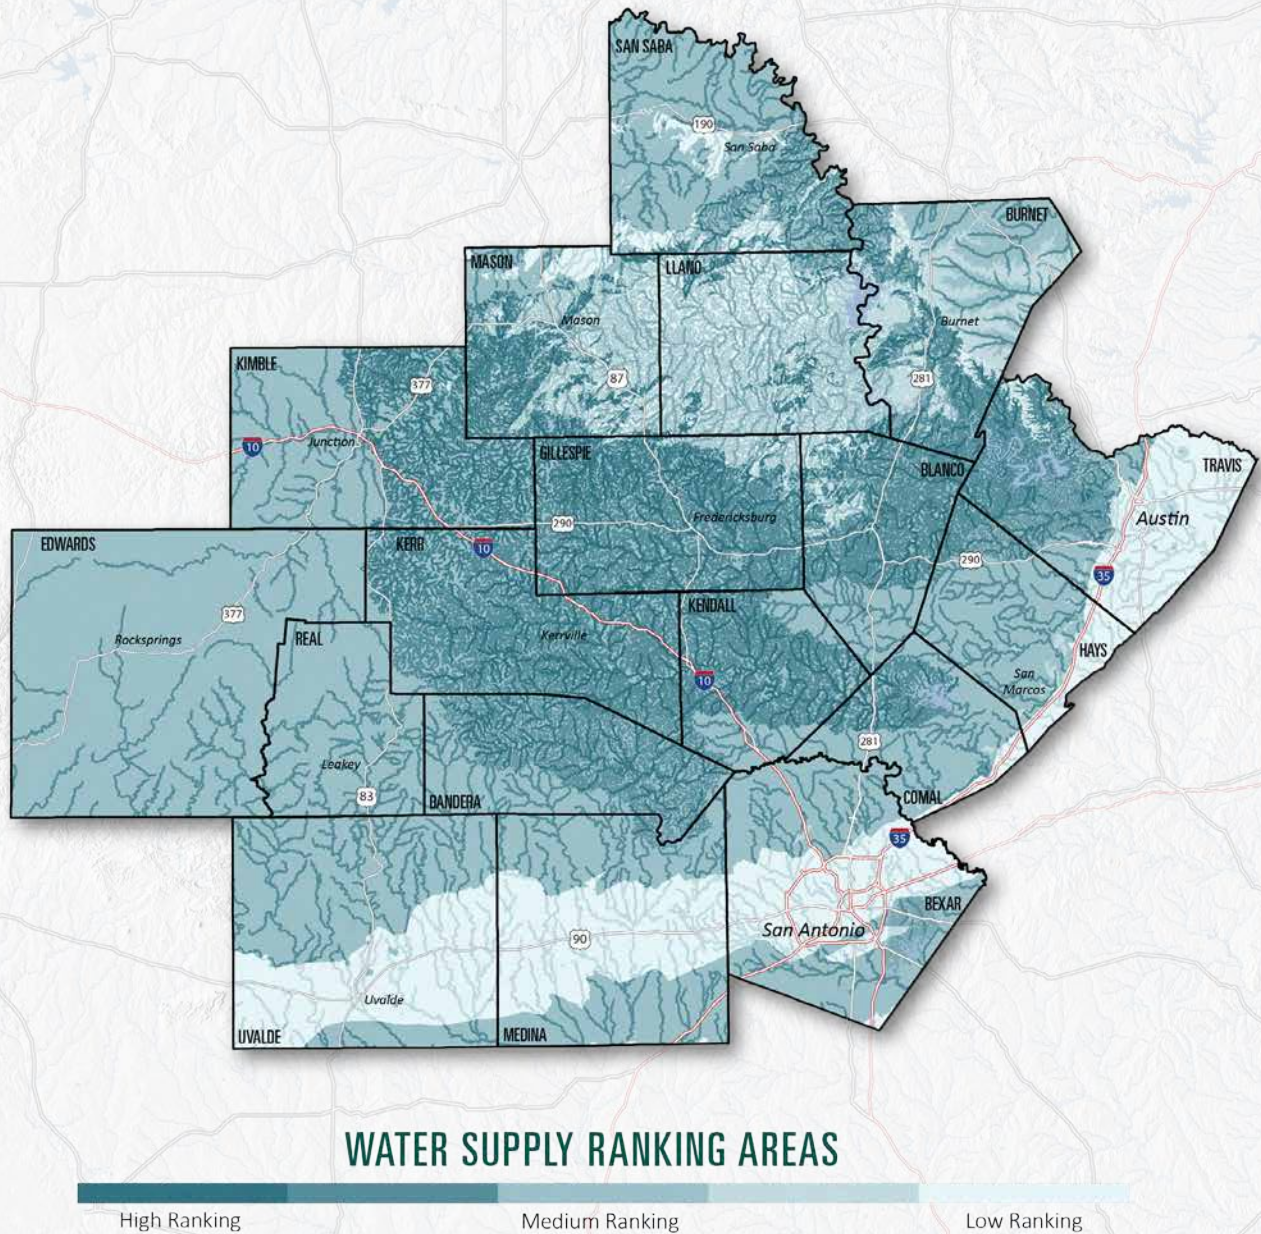 SAN SABA
190
San Saba
BURNET
MASON
LLANO
Mason
Burnet
KIMBLE
377
87
281
10
Junction
GILLESPIE
BLANCO
TRAVIS
290
Fredericksburg
Austin
EDWARDS
KERR
10
290
35
377
Rocksprings
REAL
Kerrville
KENDALL
HAYS
10
San
Marcos
281
Leakey
83
BANDERA
COMAL
35
BEXAR
90
San Antonio
Uvalde
UVALDE
MEDINA
WATER SUPPLY RANKING AREAS
High Ranking
Medium Ranking
Low Ranking